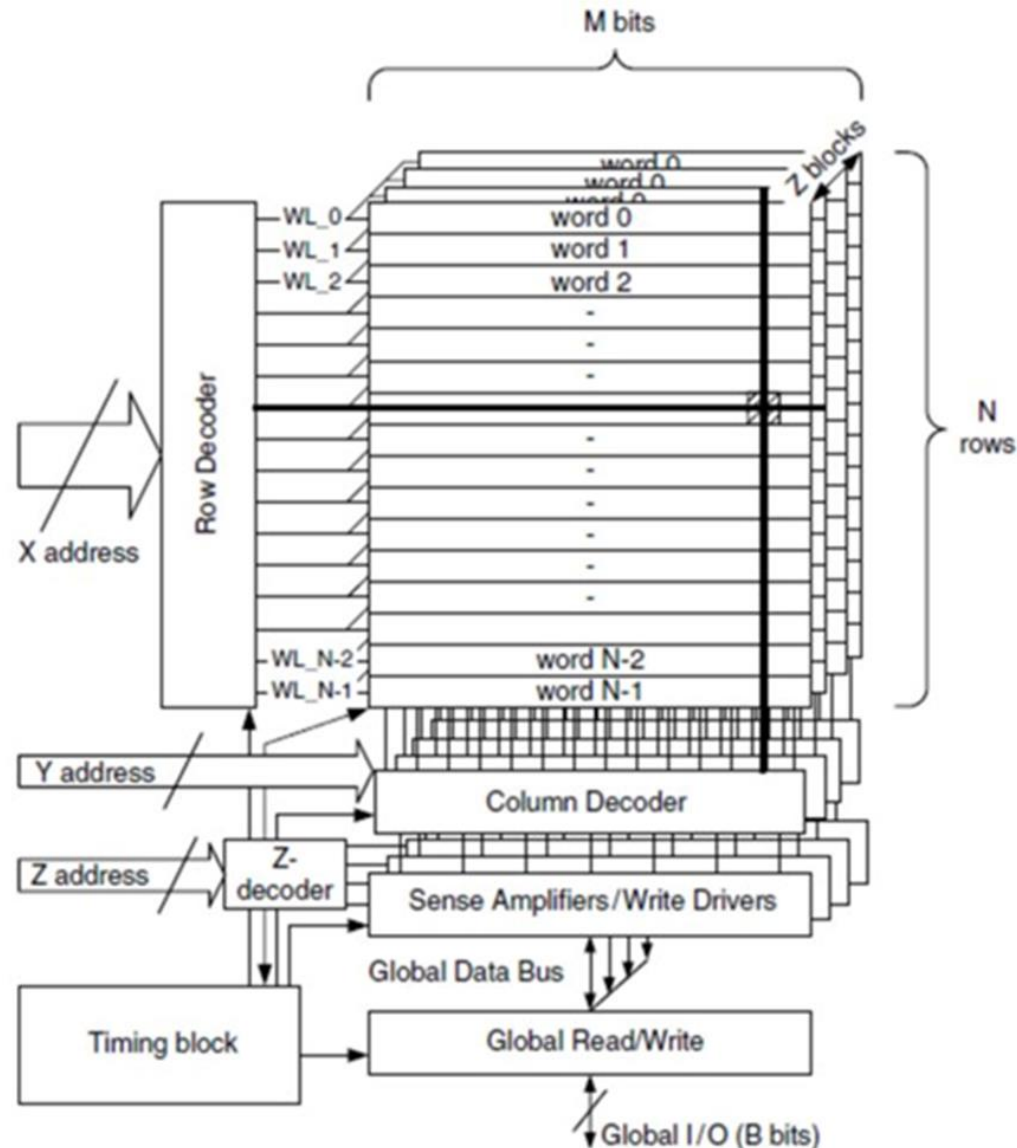 M bits
Z blocks
word 0
word 0
word 0
WL_0
word 0
WL_1
word 1
WL_2
word 2
-
-
-
Row Decoder
N
rows
-
-
-
-
-
-
X address
WL_N-2
word N-2
WL_N-1
word N-1
Y address
Column Decoder
Z address
Z-
decoder
Sense Amplifiers/Write Drivers
Global Data Bus
Timing block
Global Read/Write
Global I/O (B bits)